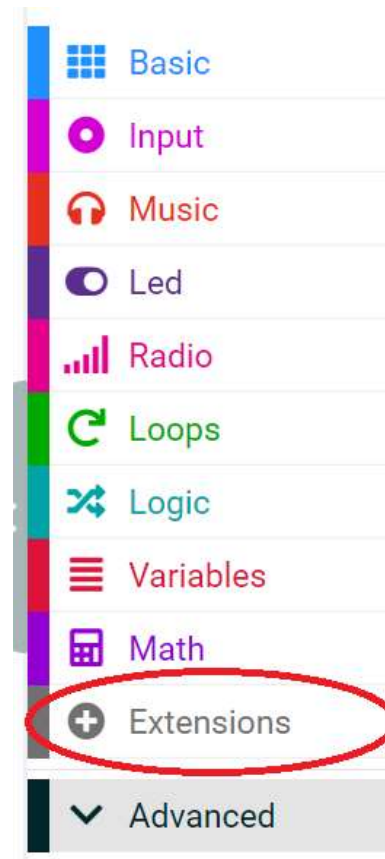 Basic
Input
Music
Led
Radio
Loops
Logic
Variables
Math
Extensions
Advanced